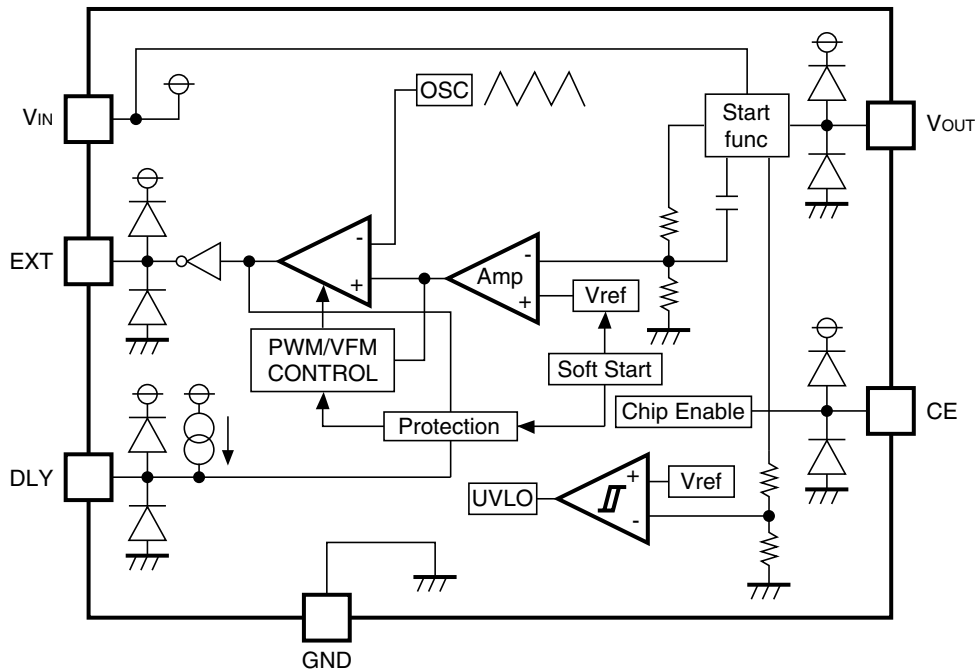 OSC
VIN
Start
func
VOUT
-
EXT
-
+
Amp
+
Vref
PWM/VFM
CONTROL
Soft Start
Chip Enable
CE
Protection
DLY
UVLO
+
Vref
-
GND